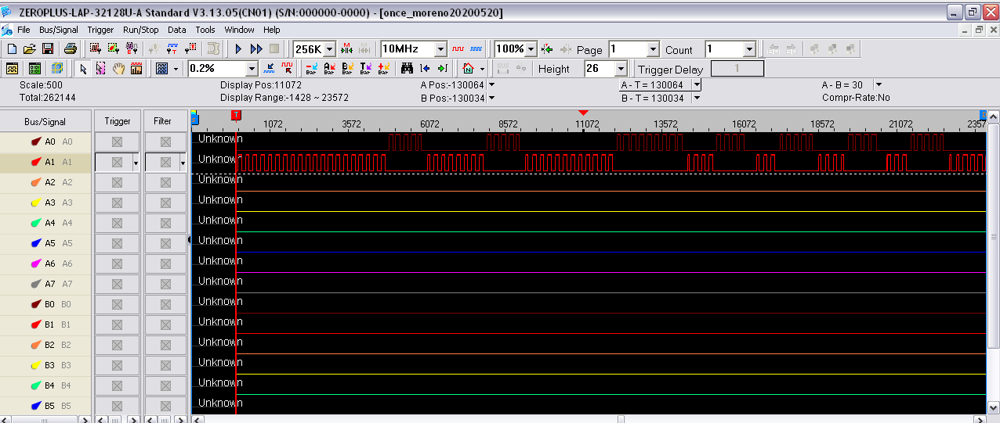 ZEROPLUS-LAP-32128U-A Standard V3.13.05(CN01) (S/N:000000-0000) - [once_moreno20200520]
File Bus/Signal Trigger Run/Stop Data Tools Window Help
256K 10MHz 100% Page 1 Count 1
0.2% Bar Bar Bar Bar Bar Height 26 Trigger Delay 1
Scale:500 Display Pos:11072 A Pos:-130064 A - T = 130064 A - B = 30
Total:262144 Display Range:-1428 ~ 23572 B Pos:-130034 B - T = 130034 Compr-Rate:No
Bus/Signal Trigger Filter T 1072 3572 6072 8572 11072 13572 16072 18572 21072 2357
A0 A0 Unknown
A1 A1 Unknown
A2 A2 Unknown
A3 A3 Unknown
A4 A4 Unknown
A5 A5 Unknown
A6 A6 Unknown
A7 A7 Unknown
B0 B0 Unknown
B1 B1 Unknown
B2 B2 Unknown
B3 B3 Unknown
B4 B4 Unknown
B5 B5 Unknown